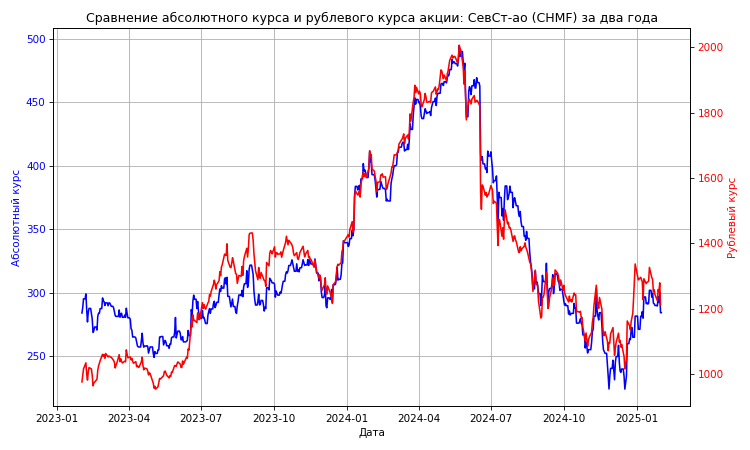 Сравнение абсолютного курса и рублевого курса акции: СевСт-ао (CHMF) за два года
500
450
400
350
300
250
Абсолютный курс
2000
1800
1600
1400
1200
1000
Рублевый курс
2023-01 2023-04 2023-07 2023-10 2024-01 2024-04 2024-07 2024-10 2025-01
Дата